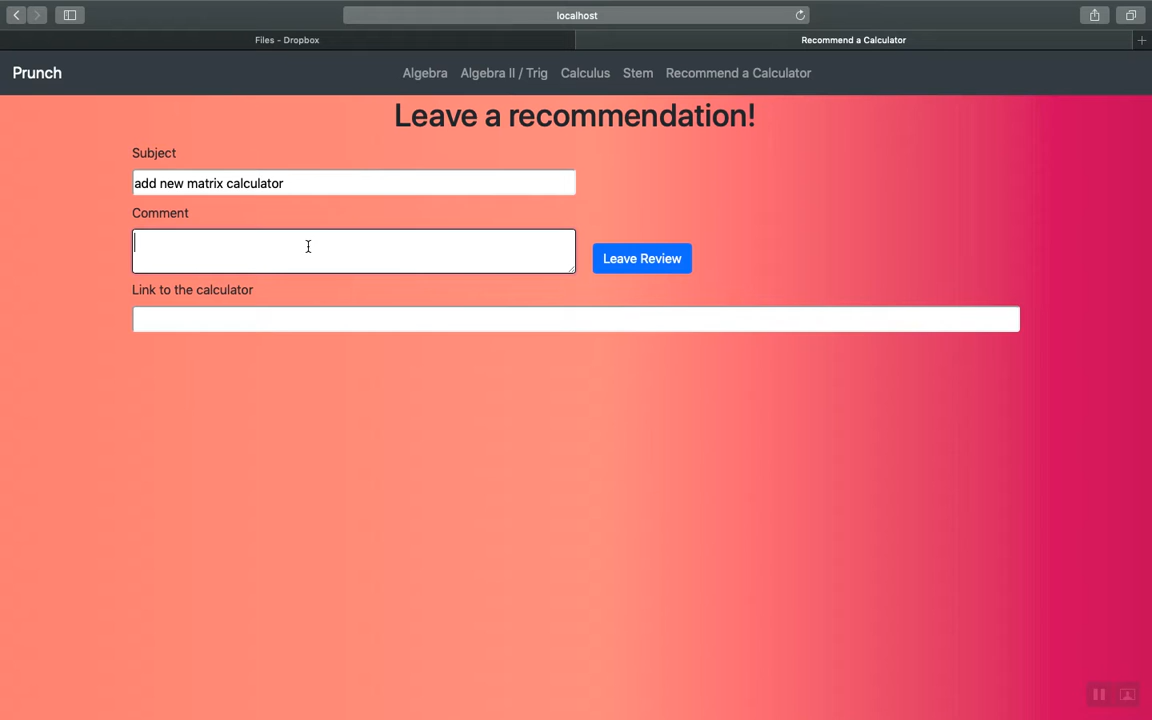 localhost
Files - Dropbox
Recommend a Calculator
Prunch
Algebra
Algebra II / Trig
Calculus
Stem
Recommend a Calculator
Leave a recommendation!
Subject
add new matrix calculator
Comment
Leave Review
Link to the calculator